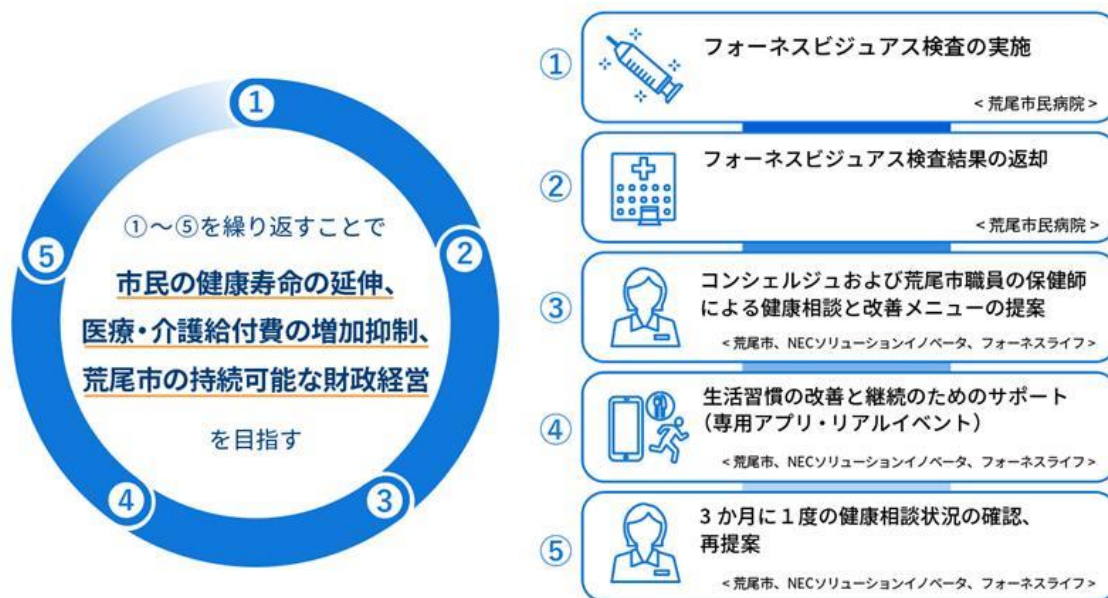 ①
②
③
④
⑤
①～⑤を繰り返すことで
市民の健康寿命の延伸、
医療・介護給付費の増加抑制、
荒尾市の持続可能な財政経営
を目指す
①
フォーネスビジュアス検査の実施
< 荒尾市民病院 >
②
フォーネスビジュアス検査結果の返却
< 荒尾市民病院 >
③
コンシェルジュおよび荒尾市職員の保健師
による健康相談と改善メニューの提案
< 荒尾市、NECソリューションイノベータ、フォーネスライフ >
④
生活習慣の改善と継続のためのサポート
（専用アプリ・リアルイベント）
< 荒尾市、NECソリューションイノベータ、フォーネスライフ >
⑤
3 か月に 1 度の健康相談状況の確認、
再提案
< 荒尾市、NECソリューションイノベータ、フォーネスライフ >